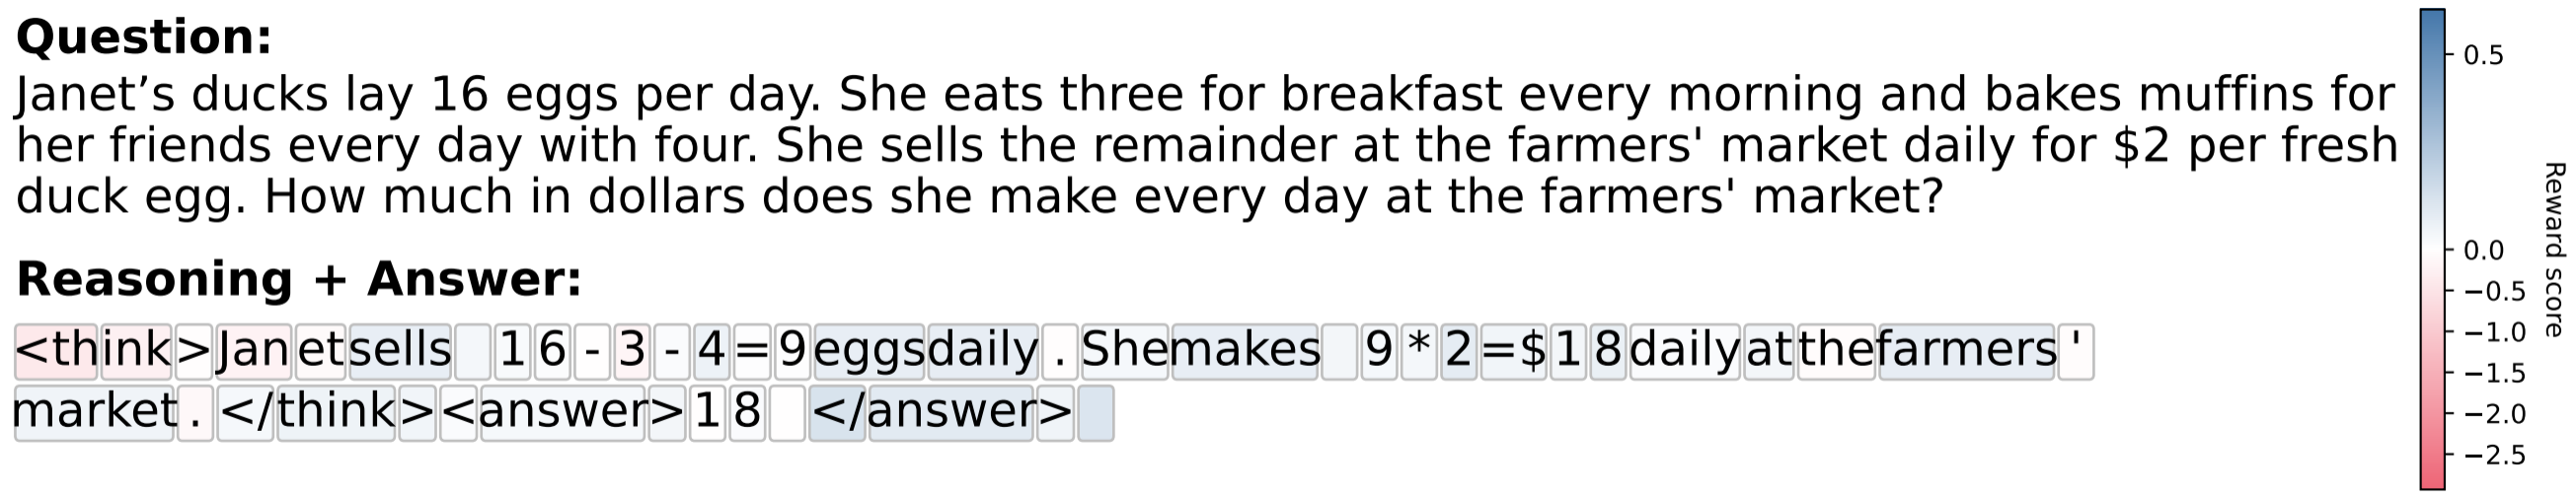 Question:
Janet’s ducks lay 16 eggs per day. She eats three for breakfast every morning and bakes muffins for
her friends every day with four. She sells the remainder at the farmers' market daily for $2 per fresh
duck egg. How much in dollars does she make every day at the farmers' market?
Reasoning + Answer:
<think>Janet sells 16-3-4=9 eggs daily. She makes 9*2=$18 daily at the farmers'
market.</think><answer>18 </answer>
0.5
0.0
−0.5
−1.0
−1.5
−2.0
−2.5
Reward score